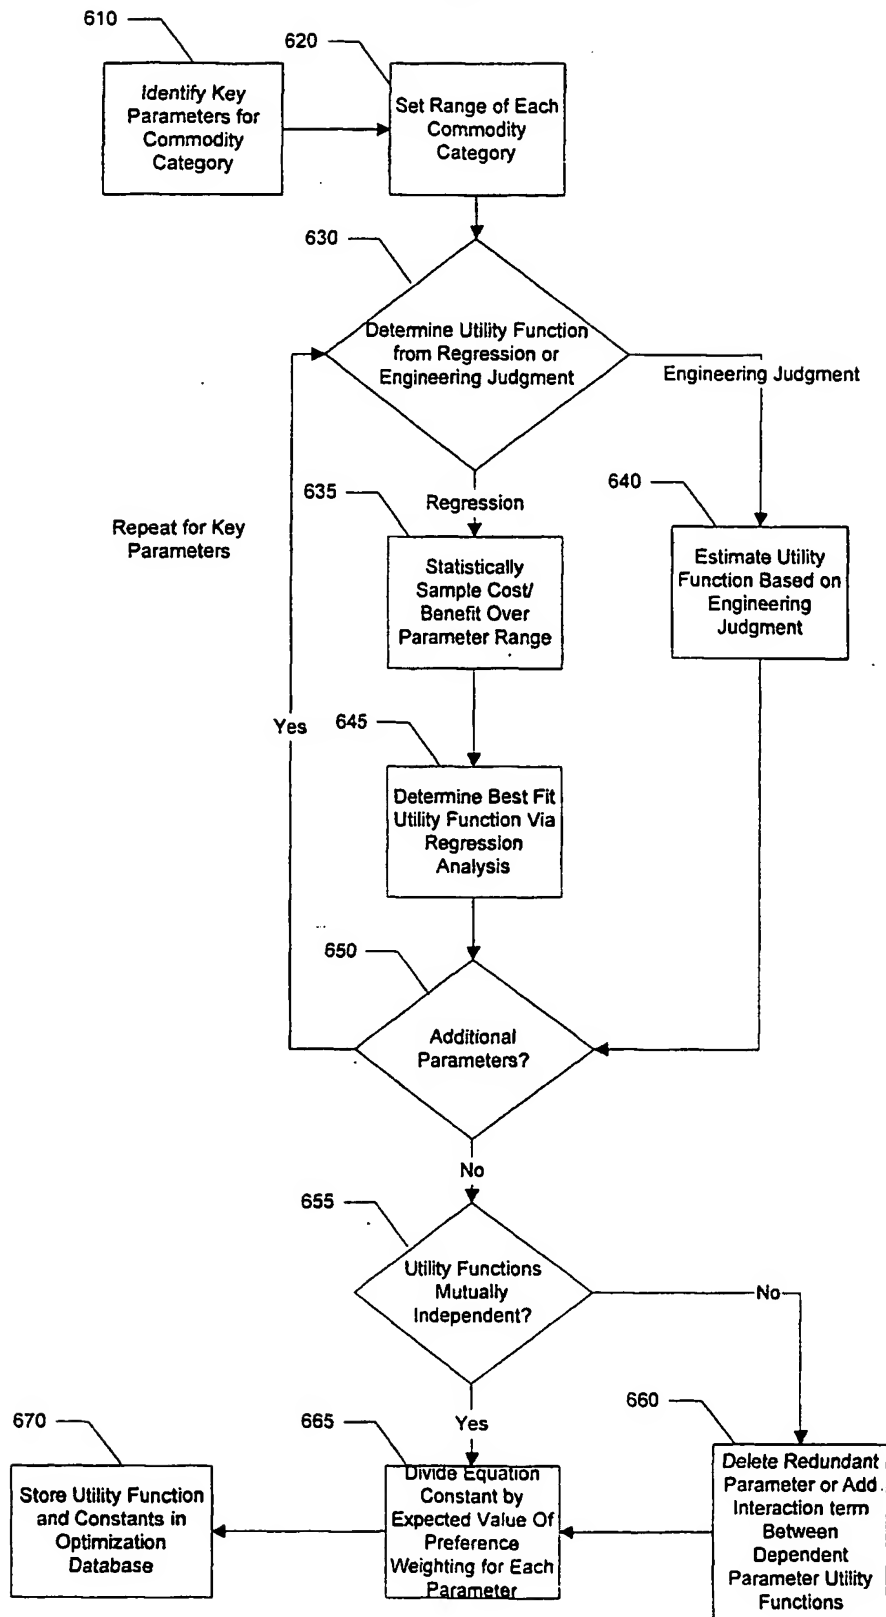 610
620
Identify Key
Parameters for
Commodity
Category
Set Range of Each
Commodity
Category
630
Determine Utility Function
from Regression or
Engineering Judgment
Engineering Judgment
635
Regression
640
Repeat for Key
Parameters
Statistically
Sample Cost/
Benefit Over
Parameter Range
Estimate Utility
Function Based on
Engineering
Judgment
Yes
645
Determine Best Fit
Utility Function Via
Regression
Analysis
650
Additional
Parameters?
No
655
Utility Functions
Mutually
Independent?
No
670
665
Yes
660
Store Utility Function
and Constants in
Optimization
Database
Divide Equation
Constant by
Expected Value Of
Preference
Weighting for Each
Parameter
Delete Redundant
Parameter or Add
Interaction term
Between
Dependent
Parameter Utility
Functions